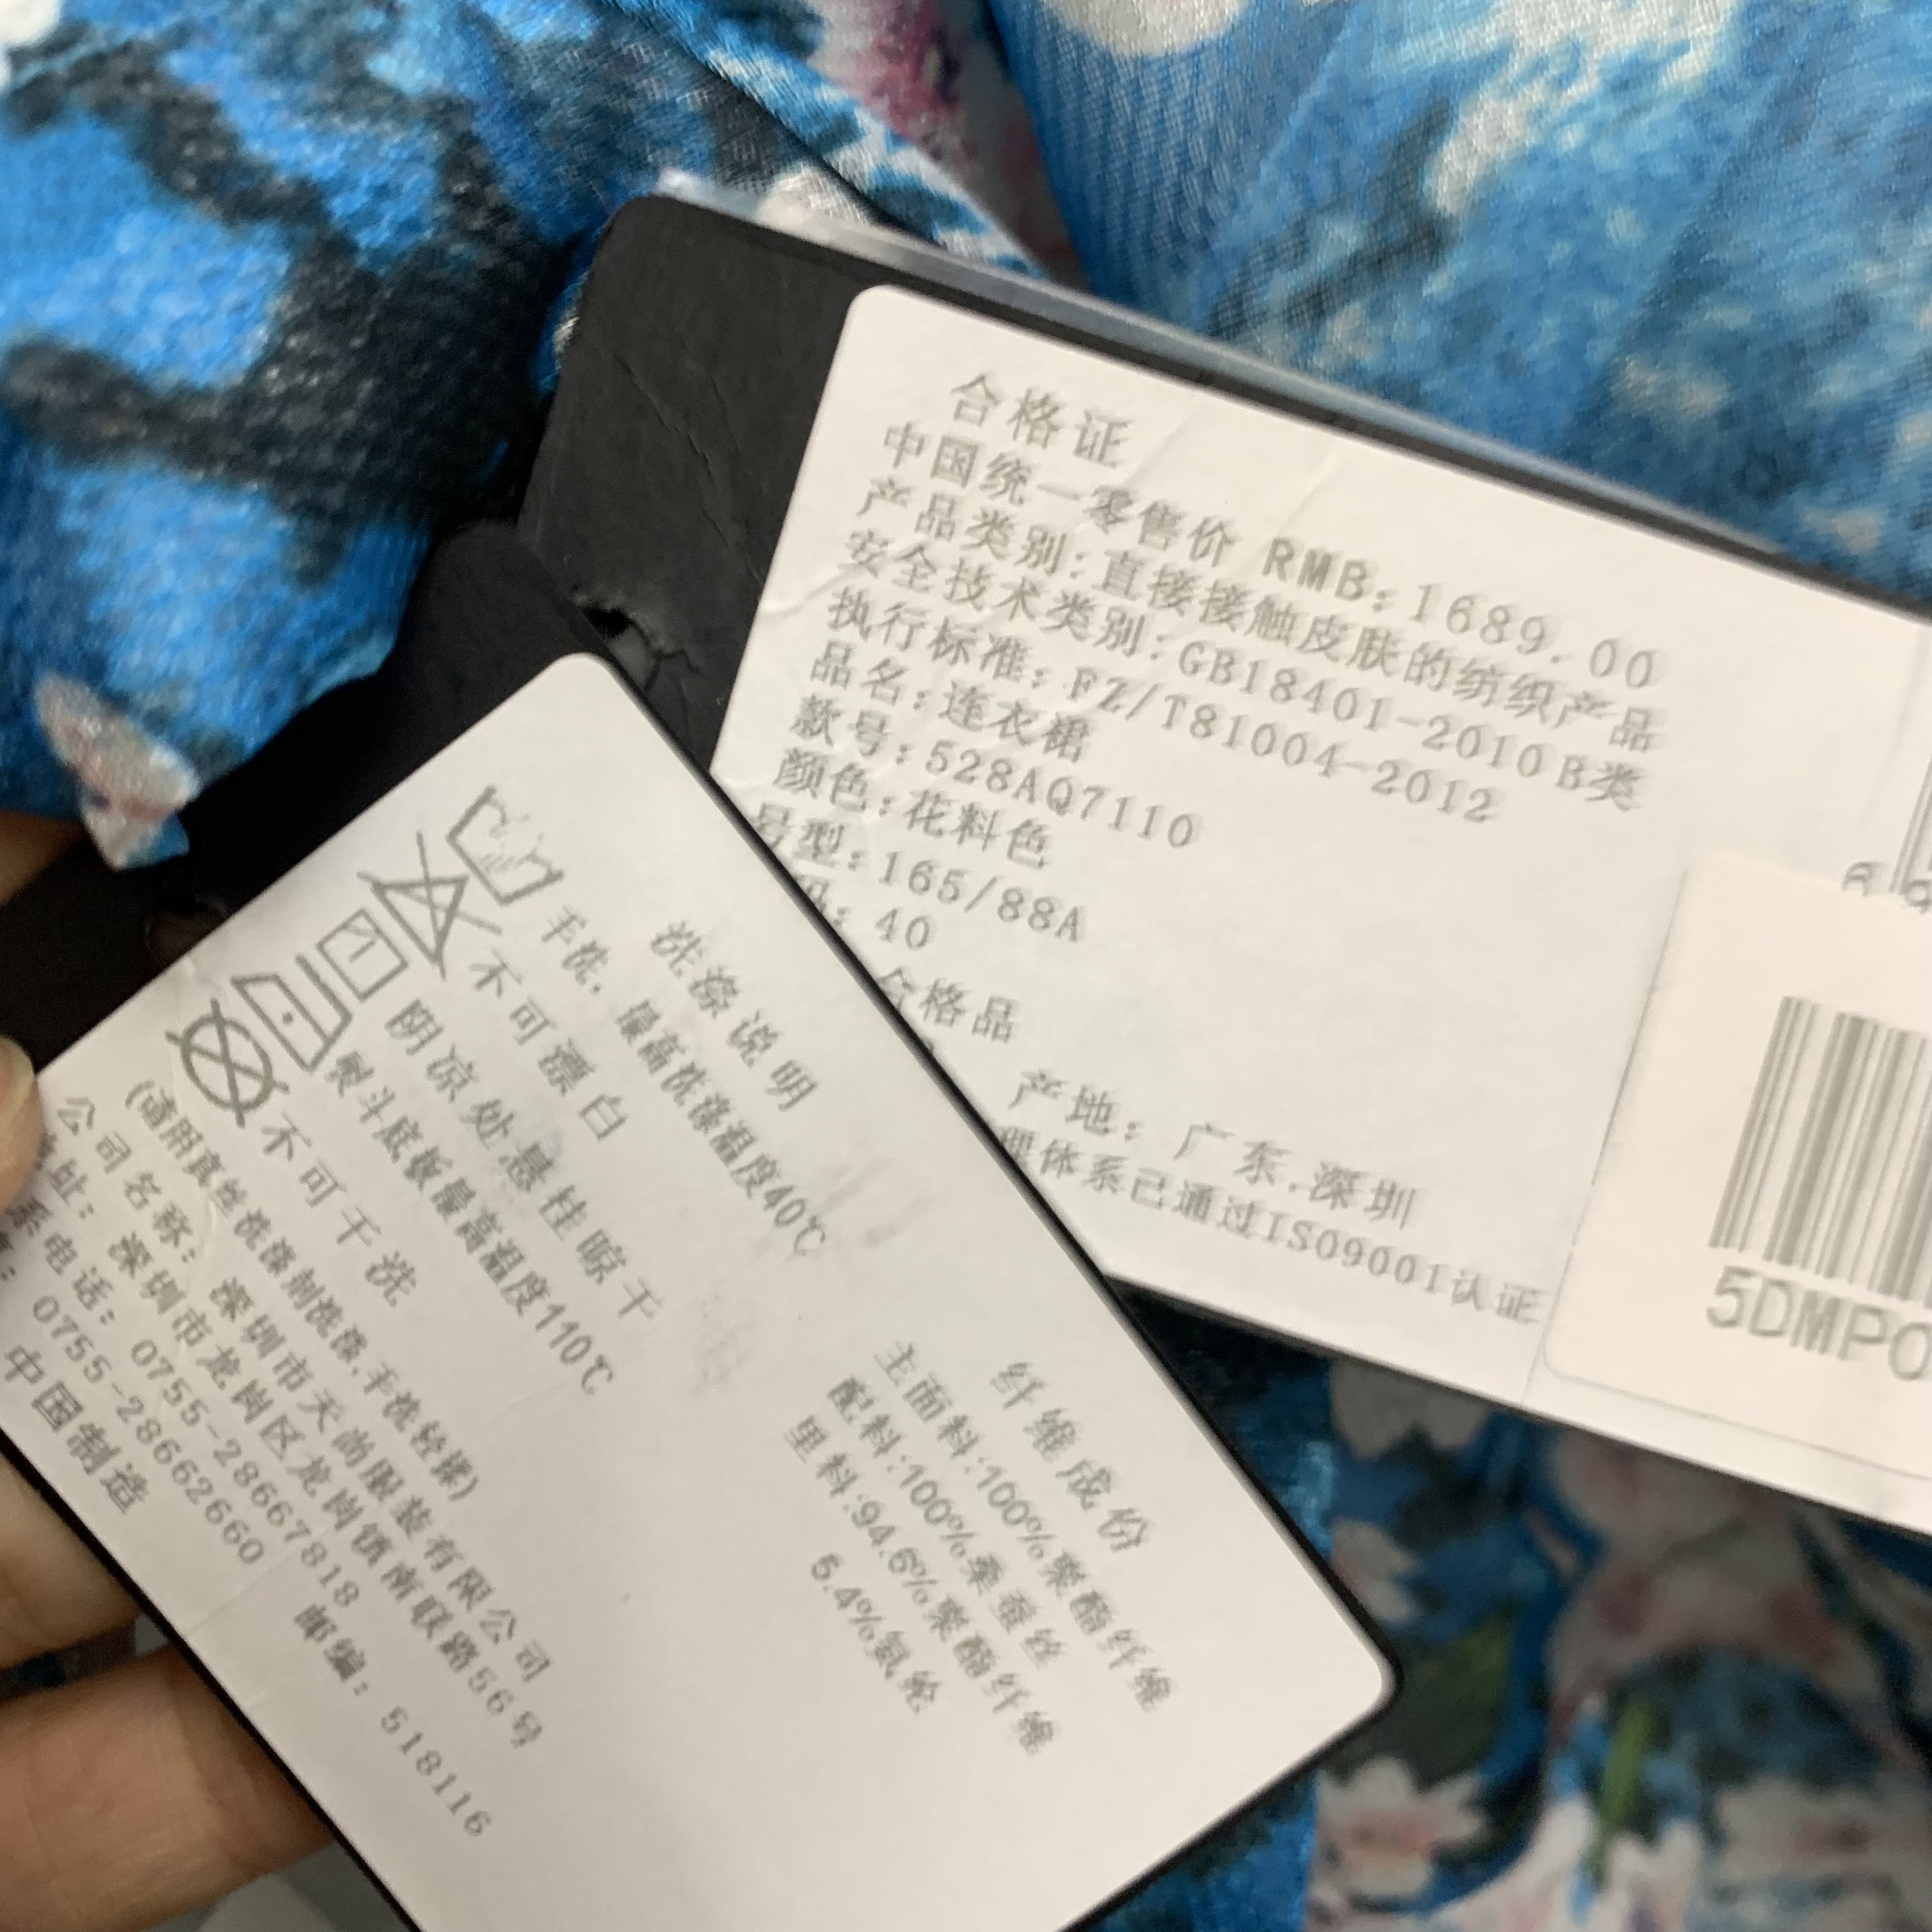 合格证
中国统一零售价 RMB:1689.00
产品类别:直接接触皮肤的纺织产品
安全技术类别:GB18401-2010B类
执行标准:FZ/T81004-2012
品名:连衣裙
款号:528AQ7110
颜色:花料色
号型:165/88A
码:40
合格品
产地:广东.深圳
理体系已通过ISO9001认证
5DMP0
洗涤说明
手洗,最高洗涤温度40℃
不可漂白
阴凉处悬挂晾干
熨斗底板最高温度110℃
不可干洗
(适用真丝洗涤剂洗涤,手洗轻揉)
公司名称:深圳市天尚服装有限公司
址:深圳市龙岗区龙岗镇南联路56号
系电话:0755-28667818 邮编:518116
:0755-28662660
中国制造
纤维成份
主面料:100%聚酯纤维
配料:100%桑蚕丝
里料:94.6%聚酯纤维
5.4%氨纶